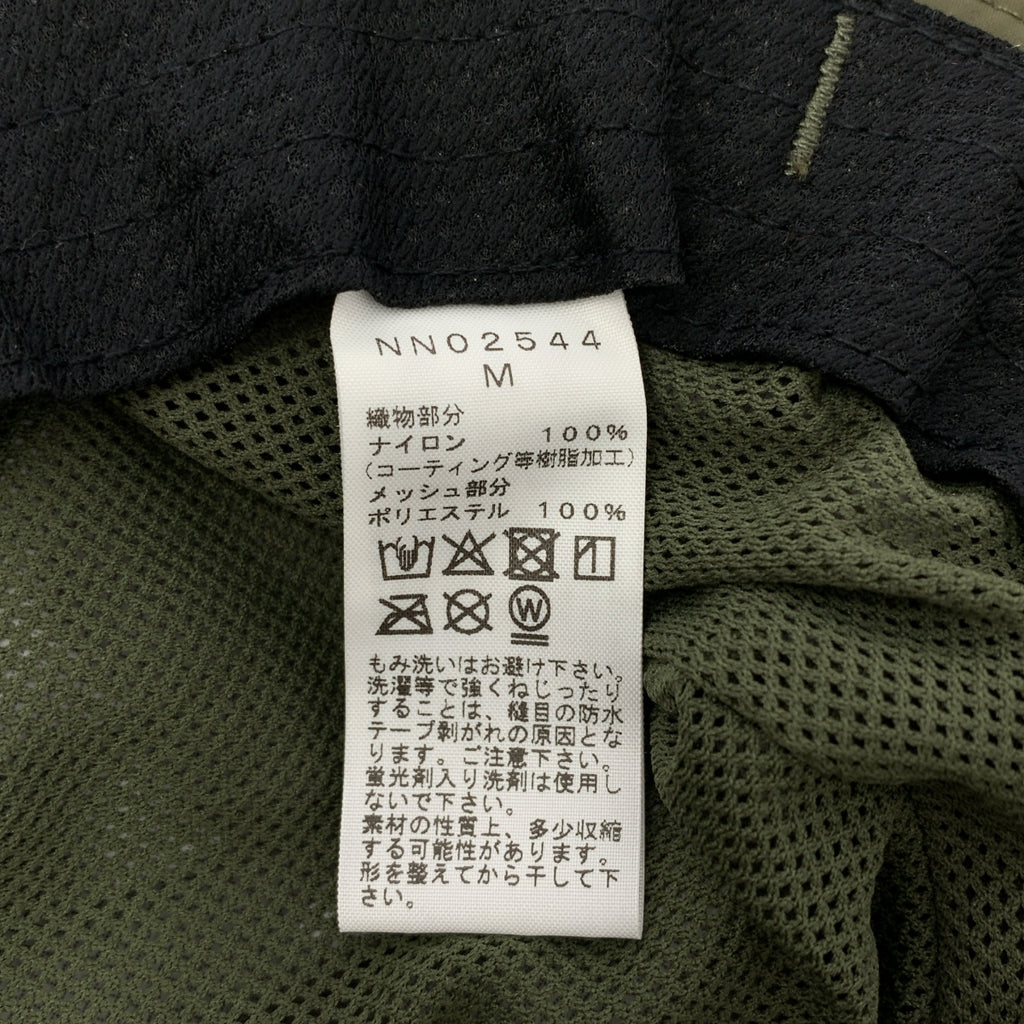 NN02544
M
織物部分
ナイロン 100%
(コーティング等樹脂加工)
メッシュ部分
ポリエステル 100%
W
もみ洗いはお避け下さい。
洗濯等で強くねじったり
することは、縫目の防水
テープ剥がれの原因とな
ります。ご注意下さい。
蛍光剤入り洗剤は使用し
ないで下さい。
素材の性質上、多少収縮
する可能性があります。
形を整えてから干して下
さい。